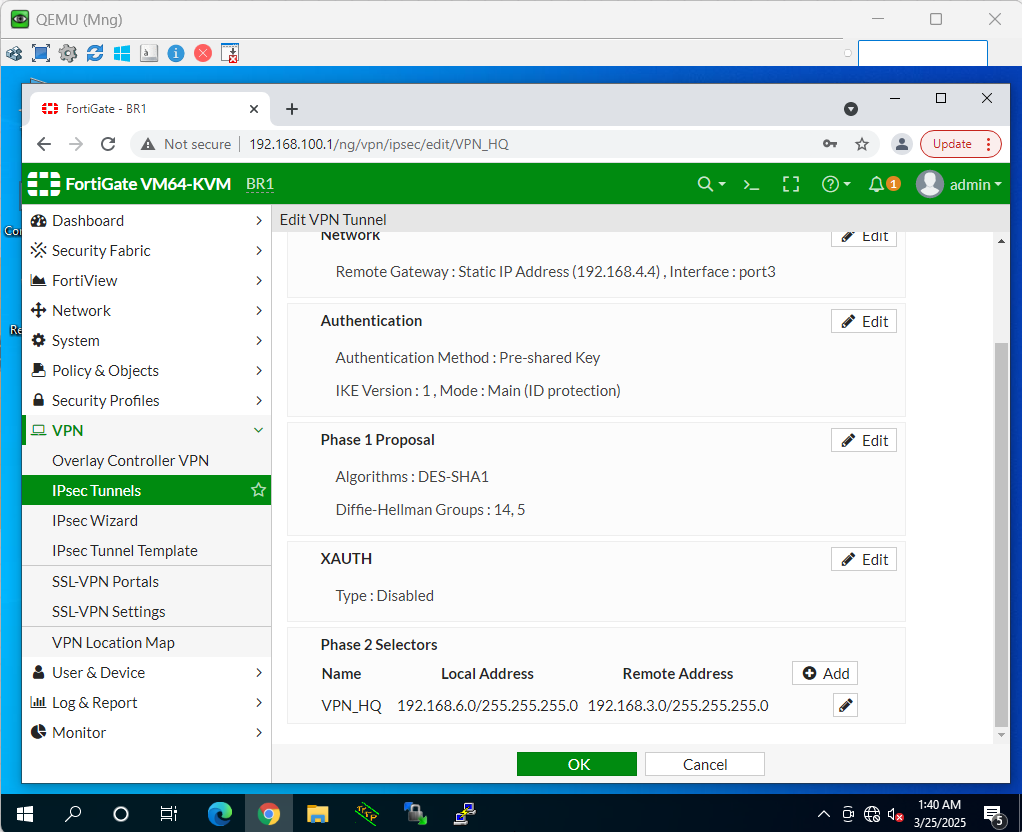 QEMU (Mng)
FortiGate - BR1
Not secure
192.168.100.1/ng/vpn/ipsec/edit/VPN_HQ
Update
FortiGate VM64-KVM
BR1
1
admin
Dashboard
Security Fabric
FortiView
Network
System
Policy & Objects
Security Profiles
VPN
Overlay Controller VPN
IPsec Tunnels
IPsec Wizard
IPsec Tunnel Template
SSL-VPN Portals
SSL-VPN Settings
VPN Location Map
User & Device
Log & Report
Monitor
Edit VPN Tunnel
Network
Edit
Remote Gateway : Static IP Address (192.168.4.4) , Interface : port3
Authentication
Edit
Authentication Method : Pre-shared Key
IKE Version : 1 , Mode : Main (ID protection)
Phase 1 Proposal
Edit
Algorithms : DES-SHA1
Diffie-Hellman Groups : 14, 5
XAUTH
Edit
Type : Disabled
Phase 2 Selectors
Name Local Address Remote Address Add
VPN_HQ 192.168.6.0/255.255.255.0 192.168.3.0/255.255.255.0
OK
Cancel
1:40 AM
3/25/2025
5